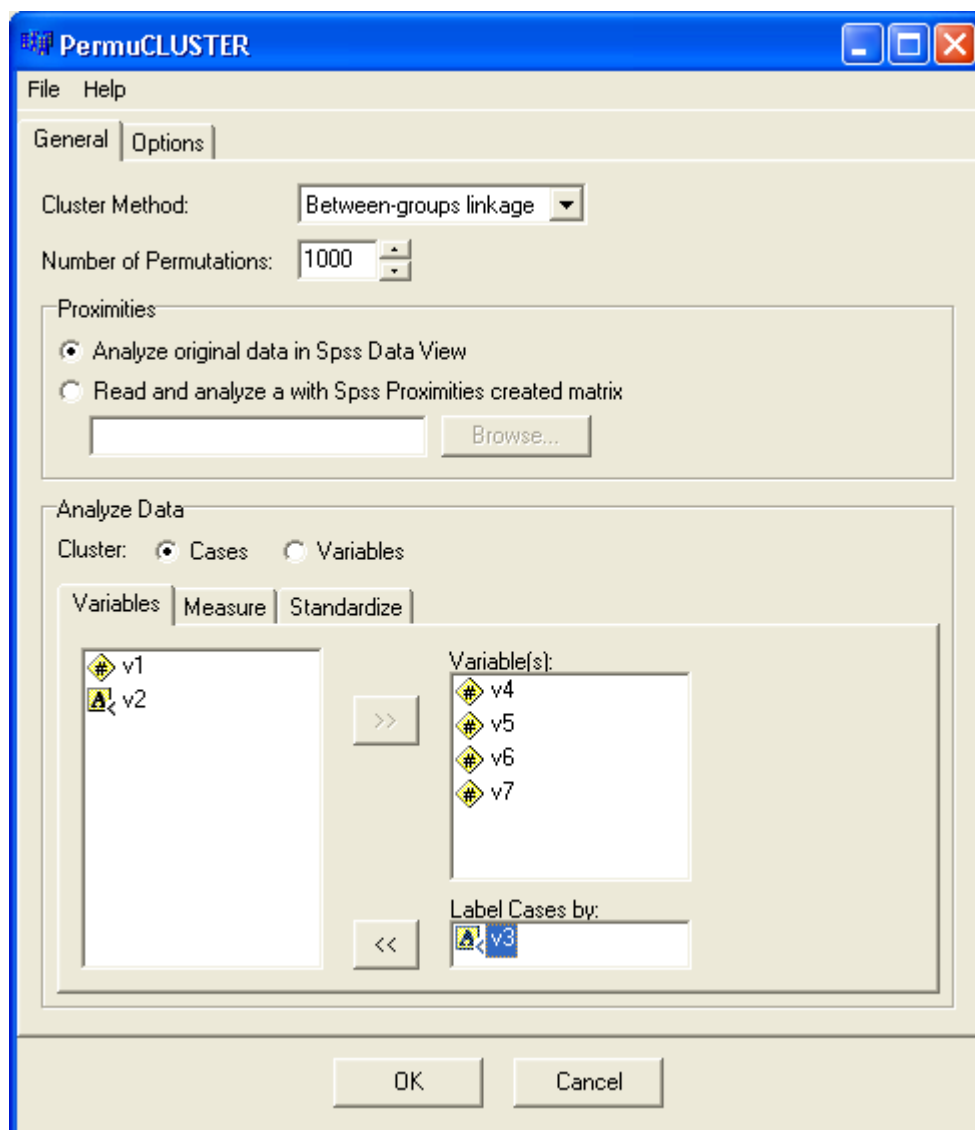 PermuCLUSTER
File Help
General Options
Cluster Method: Between-groups linkage
Number of Permutations: 1000
Proximities
Analyze original data in Spss Data View
Read and analyze a with Spss Proximities created matrix
Browse...
Analyze Data
Cluster: Cases Variables
Variables Measure Standardize
v1
v2
>>
Variable(s):
v4
v5
v6
v7
<<
Label Cases by:
v3
OK Cancel